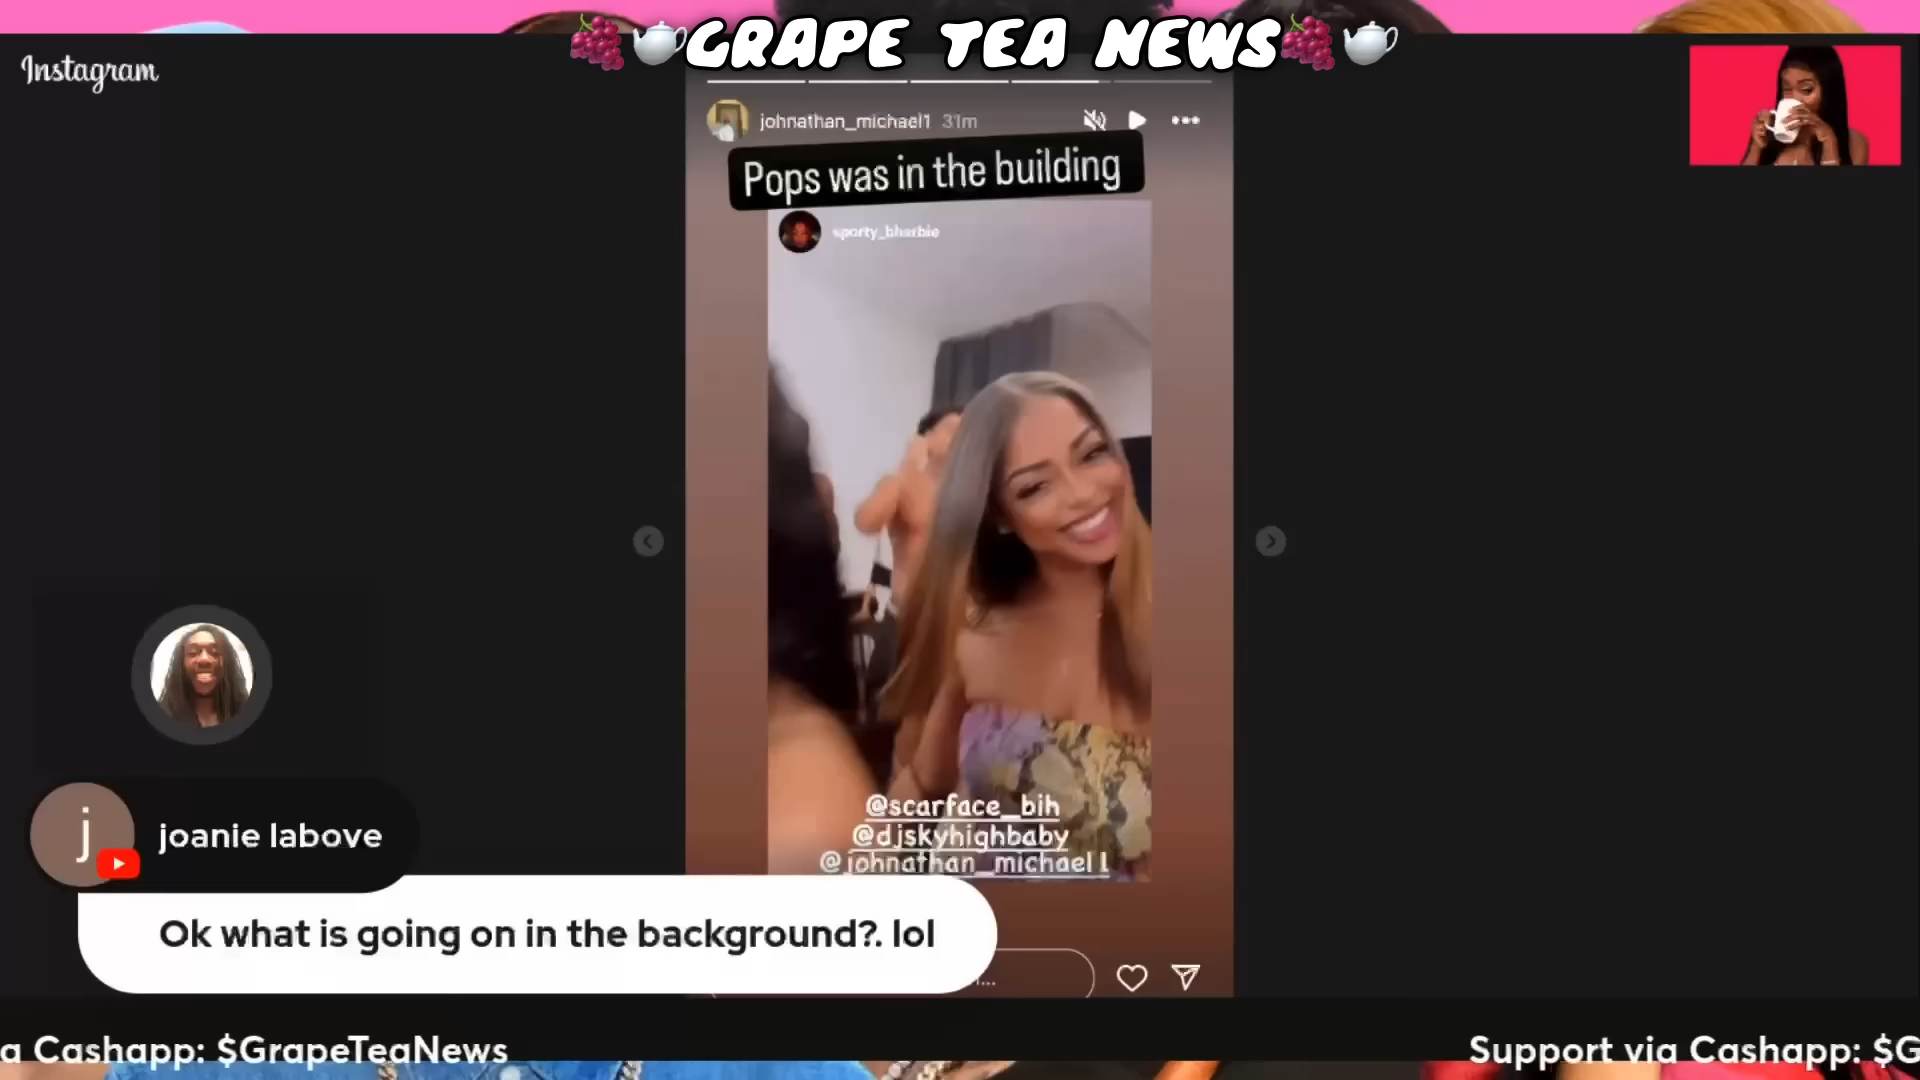 GRAPE TEA NEWS
Instagram
johnathan_michael1 31m
Pops was in the building
sporty_bharbie
@scarface_bih
@djskyhighbaby
@johnathan_michael1
j
joanie labove
Ok what is going on in the background?. lol
a Cashapp: $GrapeTeaNews
Support via Cashapp: $G